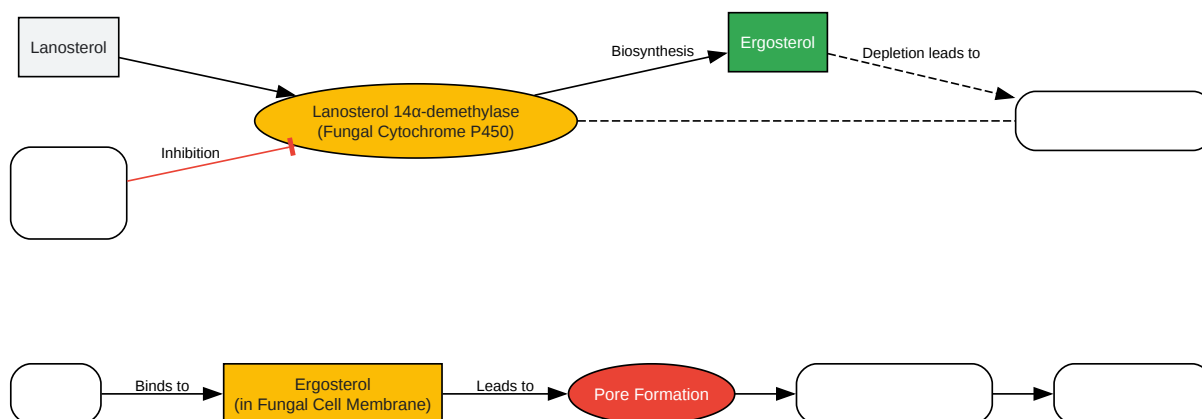 Lanosterol
Biosynthesis
Ergosterol
Depletion leads to
Lanosterol 14α-demethylase
(Fungal Cytochrome P450)
Inhibition
Binds to
Ergosterol
(in Fungal Cell Membrane)
Leads to
Pore Formation